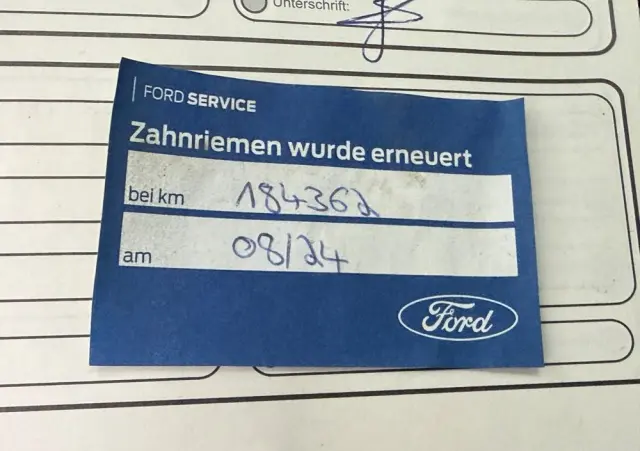 Unterschrift:
FORD SERVICE
Zahnriemen wurde erneuert
bei km 184362
am 08/24
Ford